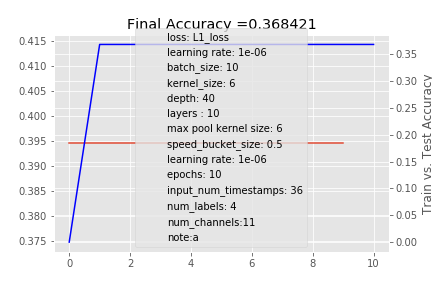 Final Accuracy =0.368421
loss: L1_loss
learning rate: 1e-06
batch_size: 10
kernel_size: 6
depth: 40
layers : 10
max pool kernel size: 6
speed_bucket_size: 0.5
learning rate: 1e-06
epochs: 10
input_num_timestamps: 36
num_labels: 4
num_channels:11
note:a
0.415
0.410
0.405
0.400
0.395
0.390
0.385
0.380
0.375
0.35
0.30
0.25
0.20
0.15
0.10
0.05
0.00
Train vs. Test Accuracy
0 2 4 6 8 10